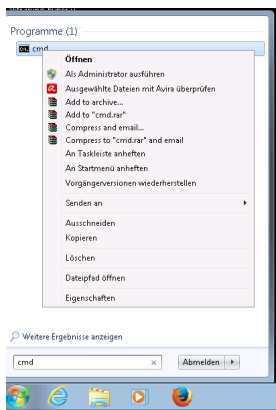 Programme (1)
cmd
Öffnen
Als Administrator ausführen
Ausgewählte Dateien mit Avira überprüfen
Add to archive...
Add to "cmd.rar"
Compress and email...
Compress to "cmd.rar" and email
An Taskleiste anheften
An Startmenü anheften
Vorgängerversionen wiederherstellen
Senden an
Ausschneiden
Kopieren
Löschen
Dateipfad öffnen
Eigenschaften
Weitere Ergebnisse anzeigen
cmd
Abmelden